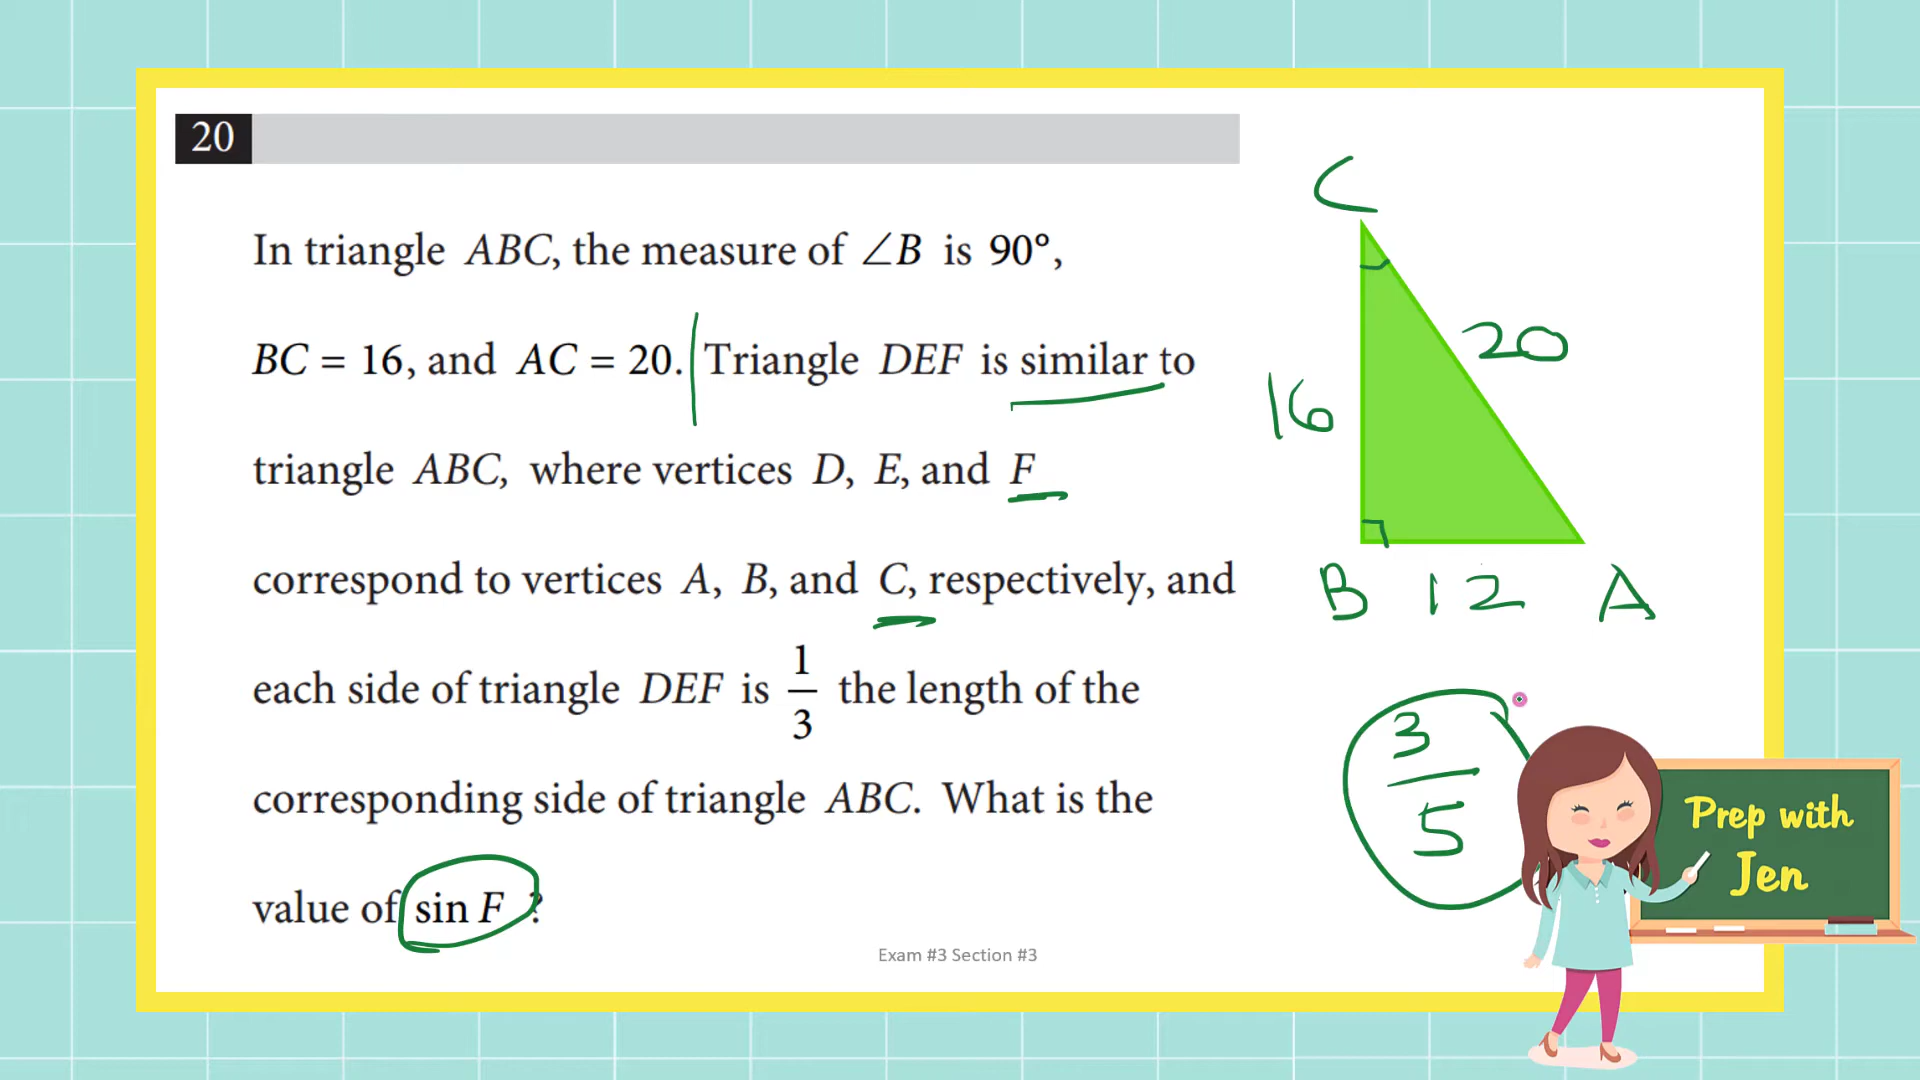 20
In triangle ABC, the measure of ∠B is 90°,
BC = 16, and AC = 20. Triangle DEF is similar to
triangle ABC, where vertices D, E, and F
correspond to vertices A, B, and C, respectively, and
each side of triangle DEF is 1/3 the length of the
corresponding side of triangle ABC. What is the
value of sin F ?
Exam #3 Section #3
C
20
16
B 12 A
3/5
Prep with
Jen